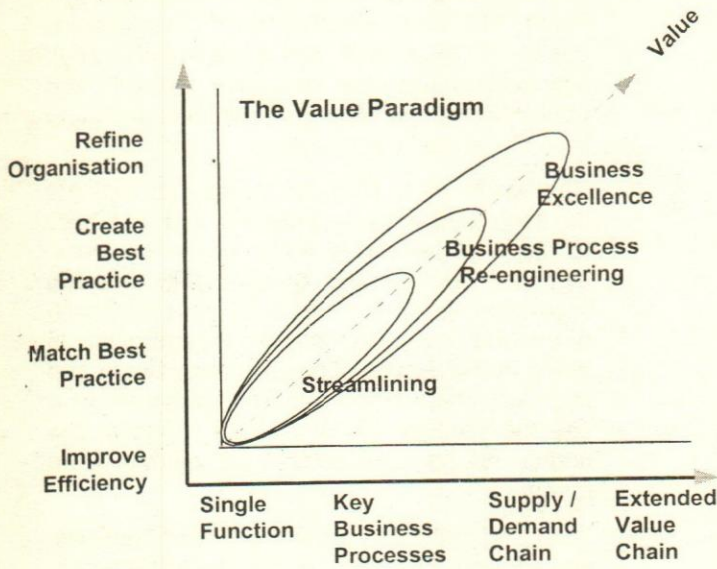 Value
The Value Paradigm
Refine
Organisation
Create
Best
Practice
Match Best
Practice
Improve
Efficiency
Business
Excellence
Business Process
Re-engineering
Streamlining
Single
Function
Key
Business
Processes
Supply /
Demand
Chain
Extended
Value
Chain